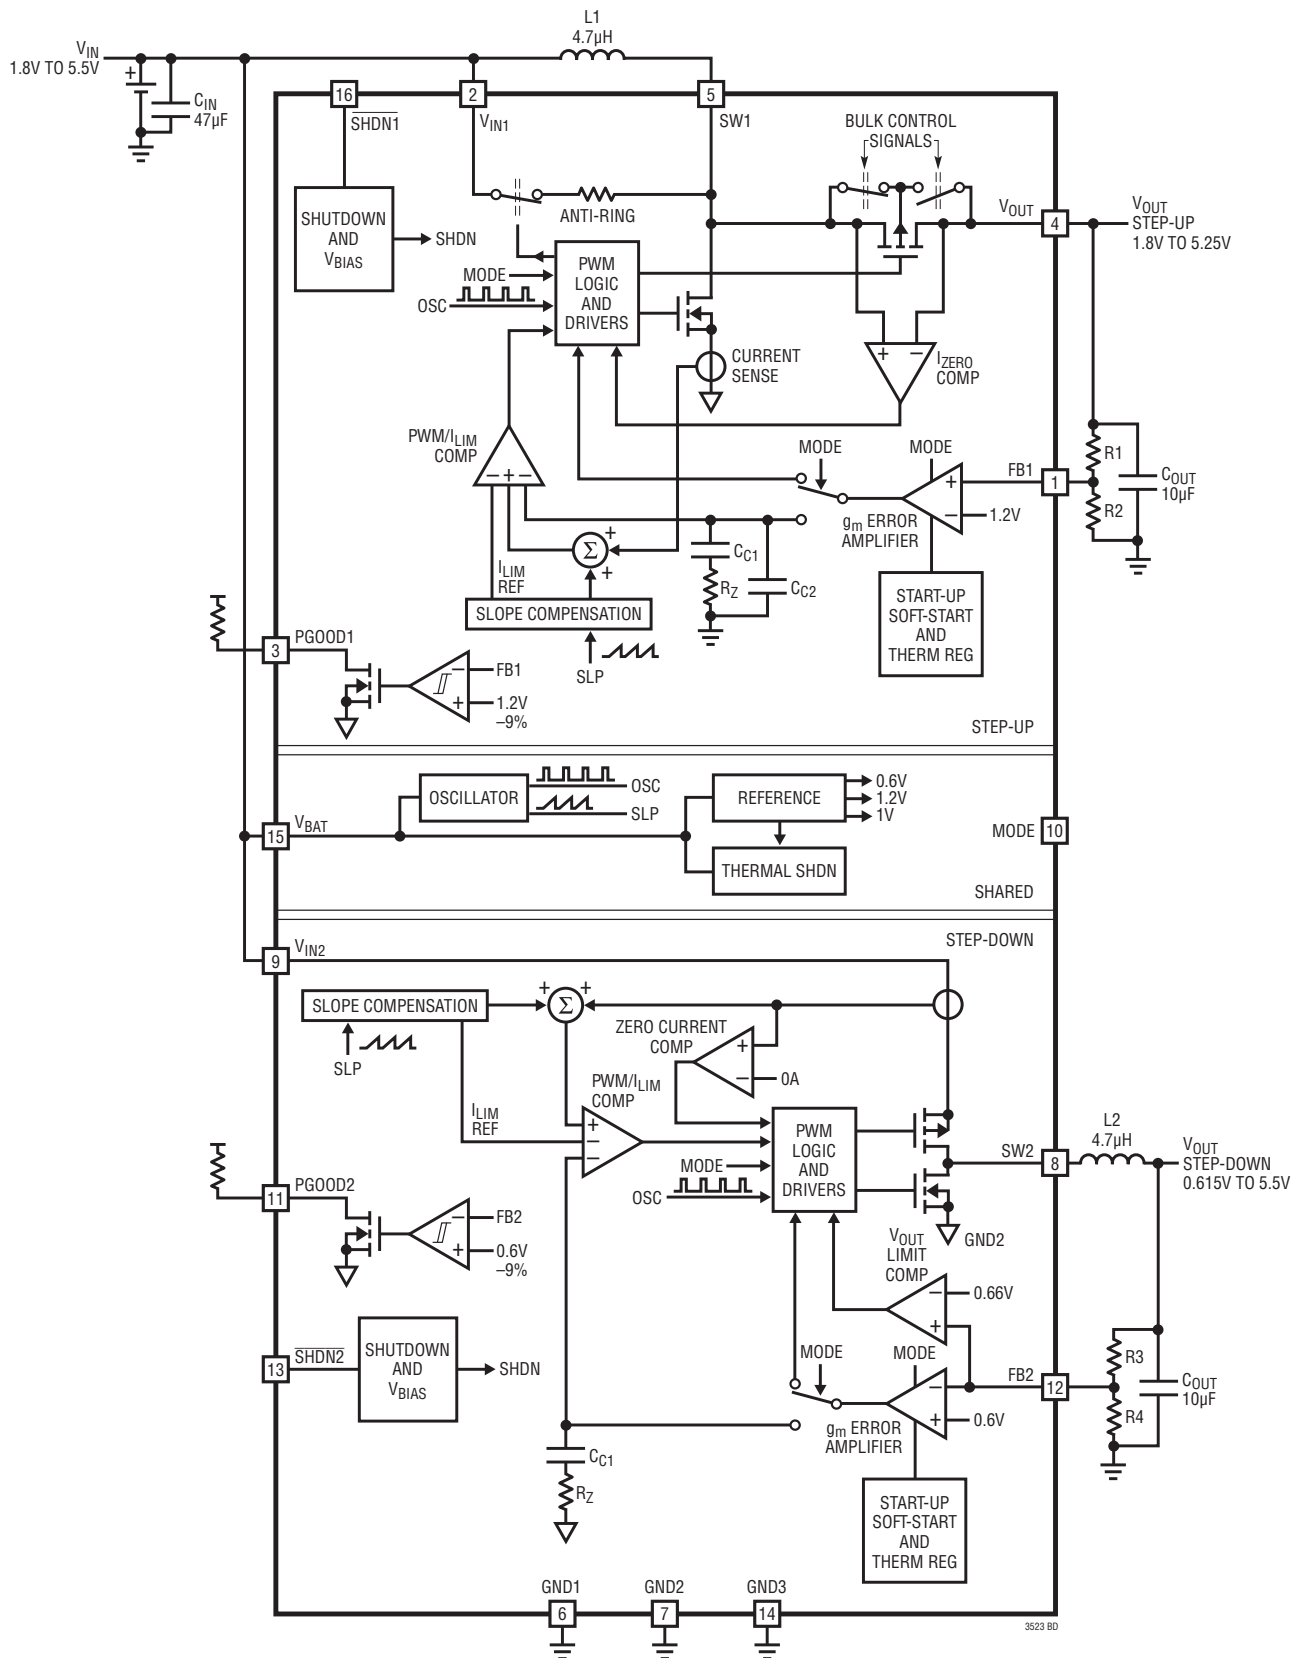 L1
4.7µH
VIN
1.8V TO 5.5V
+
CIN
47µF
16
SHDN1
2
VIN1
5
SW1
BULK CONTROL
SIGNALS
SHUTDOWN
AND
VBIAS
SHDN
ANTI-RING
VOUT
4
VOUT
STEP-UP
1.8V TO 5.25V
MODE
OSC
PWM
LOGIC
AND
DRIVERS
CURRENT
SENSE
+ –
IZERO
COMP
PWM/ILIM
COMP
– + –
MODE
MODE
+
–
1.2V
gm ERROR
AMPLIFIER
FB1
1
R1
R2
COUT
10µF
ILIM
REF
Σ
+
+
CC1
RZ
CC2
SLOPE COMPENSATION
SLP
START-UP
SOFT-START
AND
THERM REG
3
PGOOD1
–
+
FB1
1.2V
–9%
STEP-UP
OSCILLATOR
OSC
SLP
REFERENCE
0.6V
1.2V
1V
15
VBAT
MODE
10
THERMAL SHDN
SHARED
STEP-DOWN
9
VIN2
SLOPE COMPENSATION
SLP
+
+
Σ
ZERO CURRENT
COMP
+
–
0A
ILIM
REF
PWM/ILIM
COMP
+
–
–
MODE
OSC
PWM
LOGIC
AND
DRIVERS
SW2
8
L2
4.7µH
VOUT
STEP-DOWN
0.615V TO 5.5V
GND2
11
PGOOD2
–
+
FB2
0.6V
–9%
VOUT
LIMIT
COMP
–
+
0.66V
13
SHDN2
SHUTDOWN
AND
VBIAS
SHDN
MODE
MODE
–
+
0.6V
gm ERROR
AMPLIFIER
FB2
12
R3
R4
COUT
10µF
CC1
RZ
START-UP
SOFT-START
AND
THERM REG
GND1
6
GND2
7
GND3
14
3523 BD